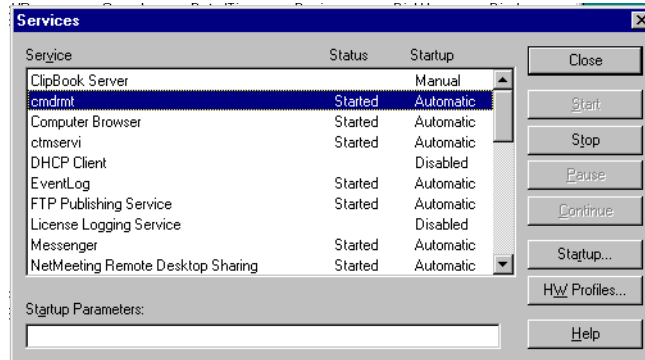 Services
Service Status Startup
ClipBook Server Manual
cmdrmt Started Automatic
Computer Browser Started Automatic
ctmservi Started Automatic
DHCP Client Disabled
EventLog Started Automatic
FTP Publishing Service Started Automatic
License Logging Service Disabled
Messenger Started Automatic
NetMeeting Remote Desktop Sharing Started Automatic
Startup Parameters:
Close
Start
Stop
Pause
Continue
Startup...
HW Profiles...
Help